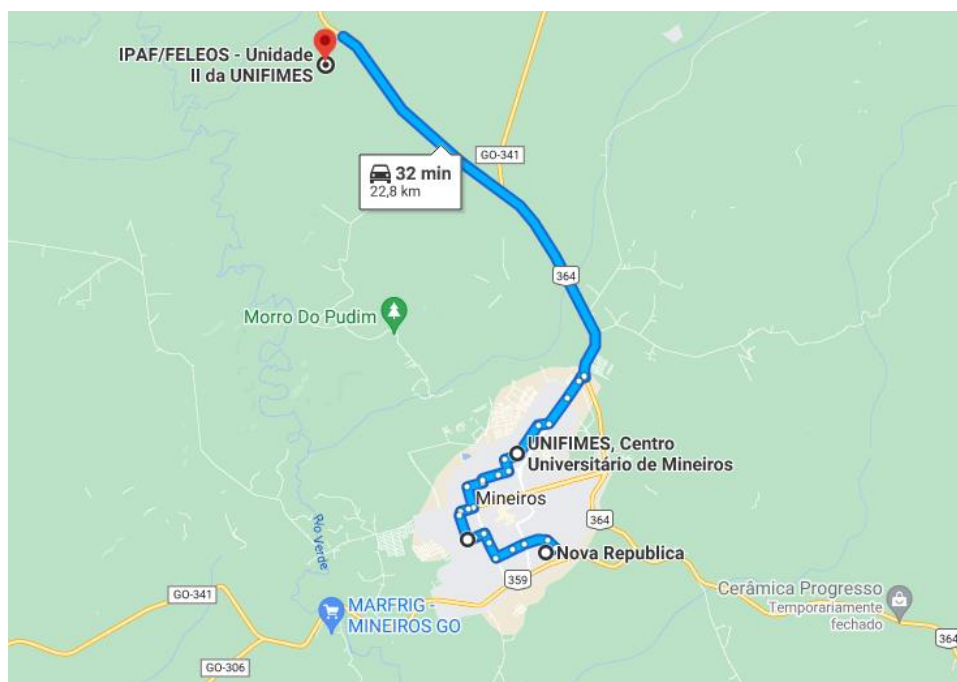 IPAF/FELEOS - Unidade
II da UNIFIMES
GO-341
32 min
22,8 km
364
Morro Do Pudim
UNIFIMES, Centro
Universitário de Mineiros
Mineiros
364
Nova Republica
Rio Verde
359
Cerâmica Progresso
Temporariamente
fechado
GO-341
MARFRIG -
MINEIROS GO
364
GO-306